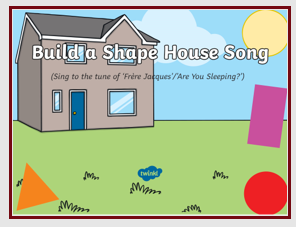 Build a Shape House Song
(Sing to the tune of 'Frère Jacques'/'Are You Sleeping?')
twinkl